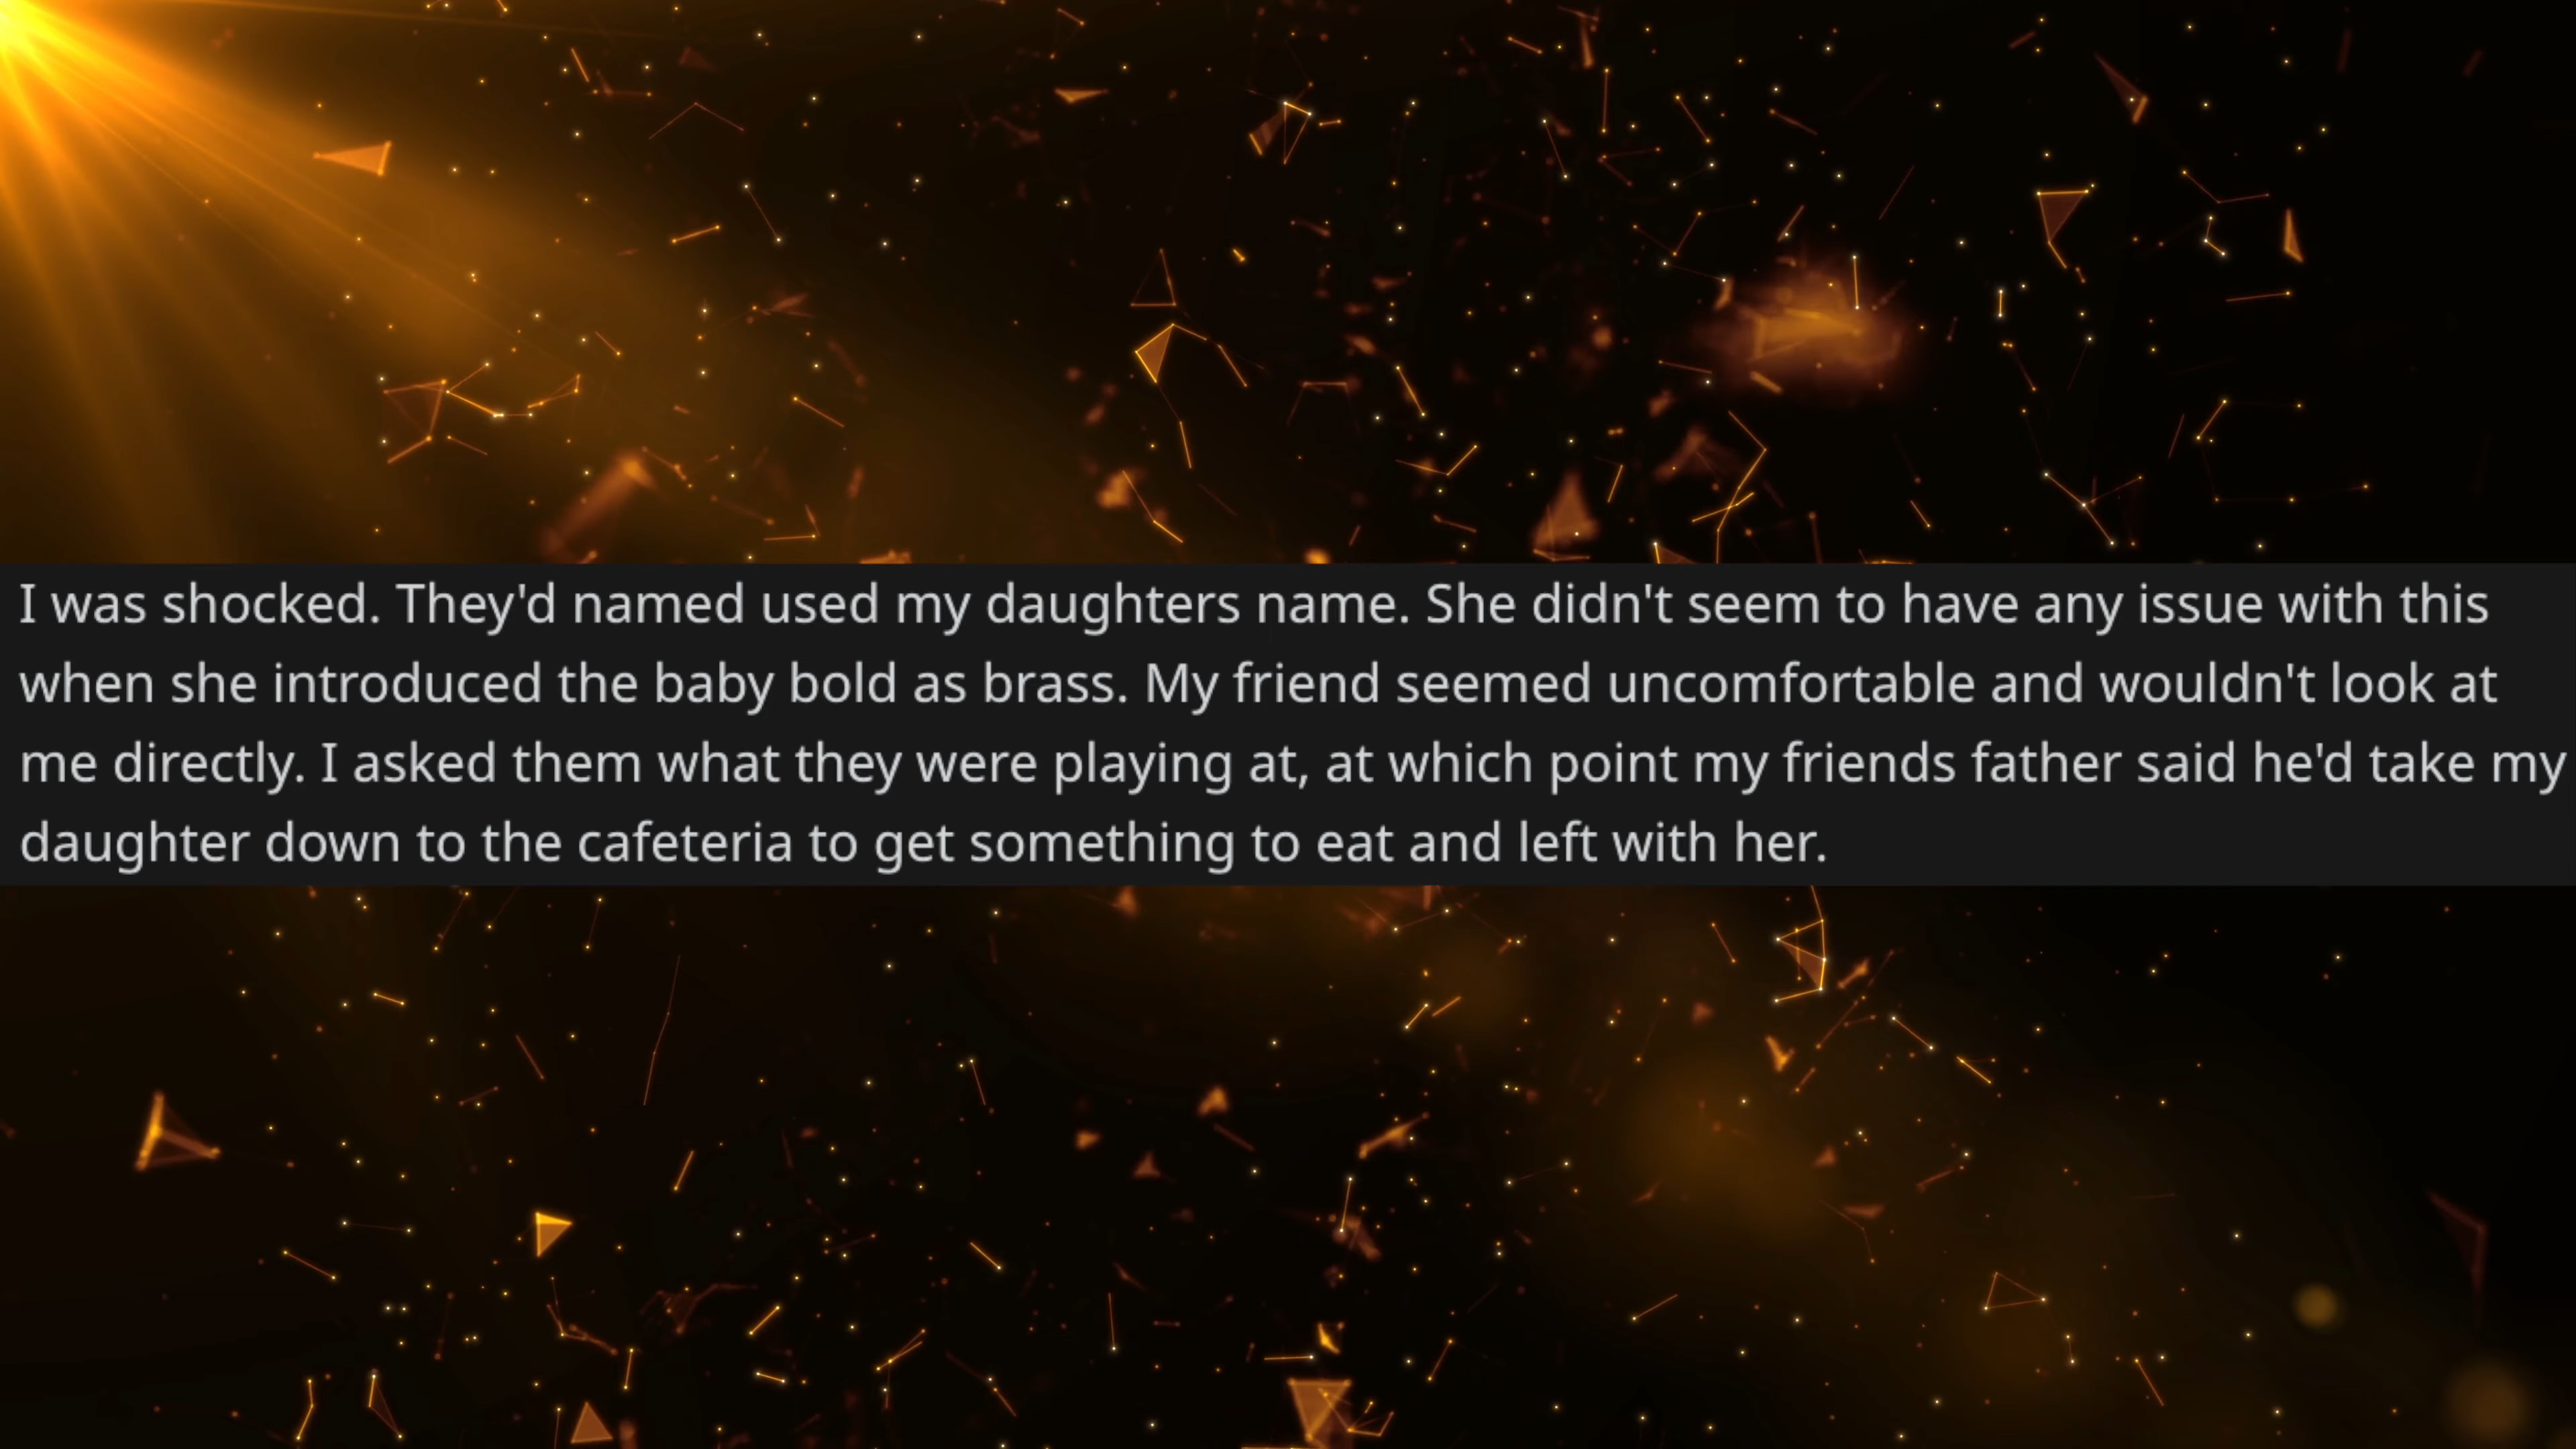 I was shocked. They'd named used my daughters name. She didn't seem to have any issue with this
when she introduced the baby bold as brass. My friend seemed uncomfortable and wouldn't look at
me directly. I asked them what they were playing at, at which point my friends father said he'd take my
daughter down to the cafeteria to get something to eat and left with her.